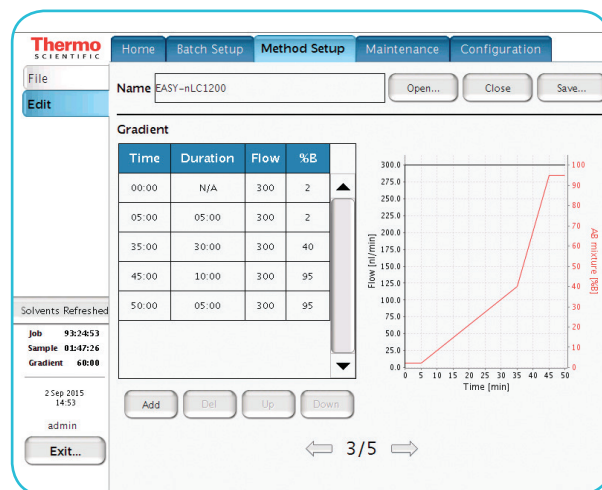 Thermo
SCIENTIFIC
Home Batch Setup Method Setup Maintenance Configuration
File
Edit
Name EASY-nLC1200 Open... Close Save...
Gradient
Time Duration Flow %B
00:00 N/A 300 2
05:00 05:00 300 2
35:00 30:00 300 40
45:00 10:00 300 95
50:00 05:00 300 95
Add Del Up Down
Flow [nl/min]
300.0
275.0
250.0
225.0
200.0
175.0
150.0
125.0
100.0
75.0
50.0
25.0
0.0
100
90
80
70
60
50
40
30
20
10
0
AB mixture [%B]
0 5 10 15 20 25 30 35 40 45 50
Time [min]
3/5
Solvents Refreshed
Job 93:24:53
Sample 01:47:26
Gradient 60:00
2 Sep 2015
14:53
admin
Exit...